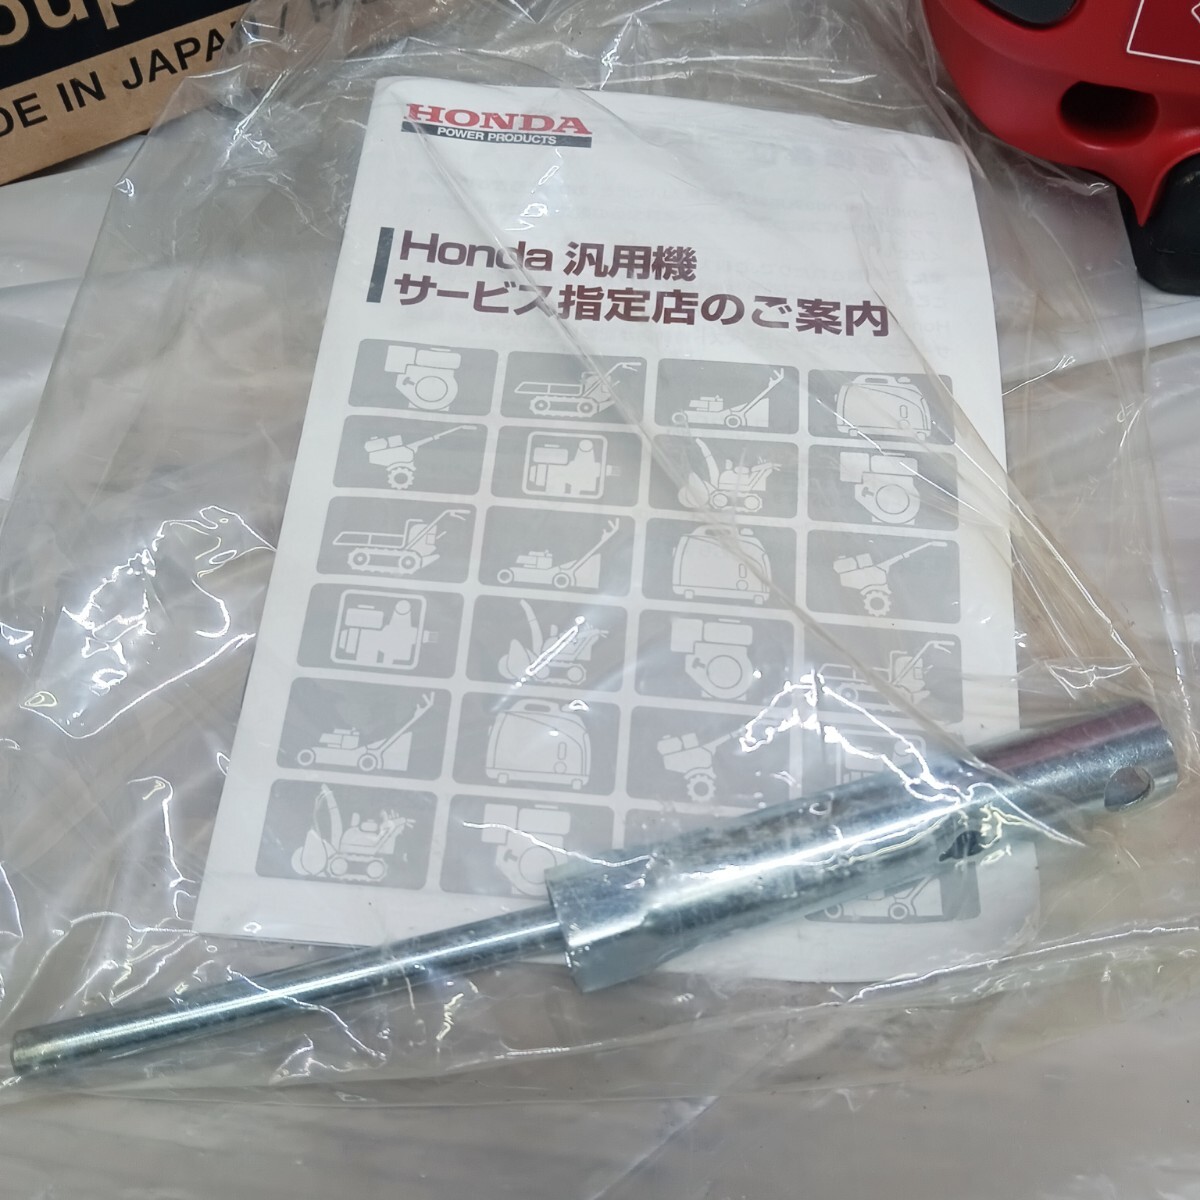 oup
DE IN JAPAN
HONDA
POWER PRODUCTS
Honda 汎用機
サービス指定店のご案内